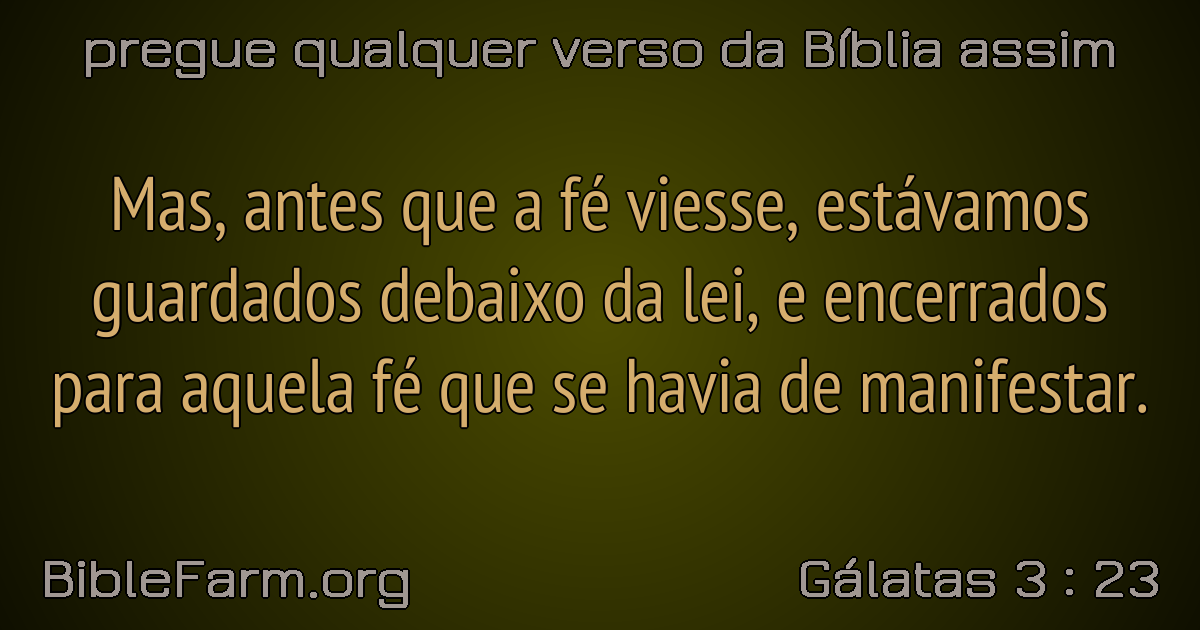 pregue qualquer verso da Bíblia assim
Mas, antes que a fé viesse, estávamos
guardados debaixo da lei, e encerrados
para aquela fé que se havia de manifestar.
BibleFarm.org
Gálatas 3 : 23